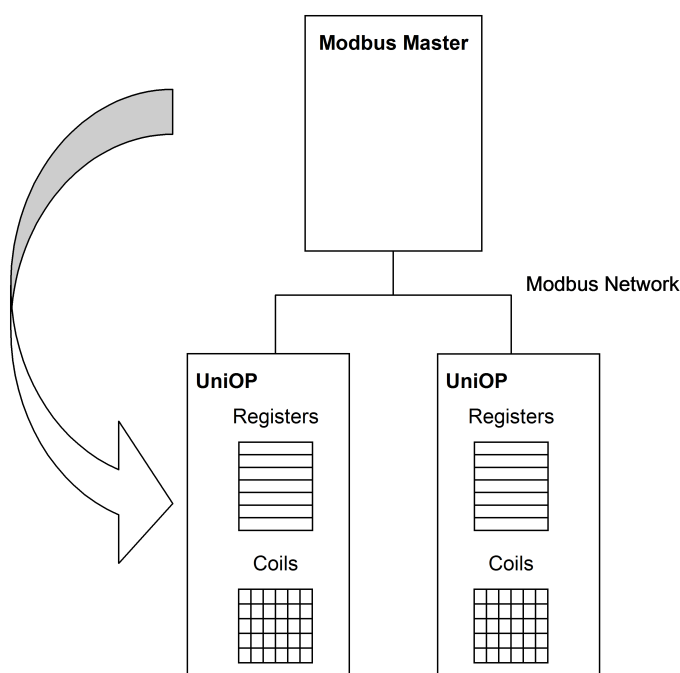 Modbus Master
Modbus Network
UniOP
Registers
Coils
UniOP
Registers
Coils